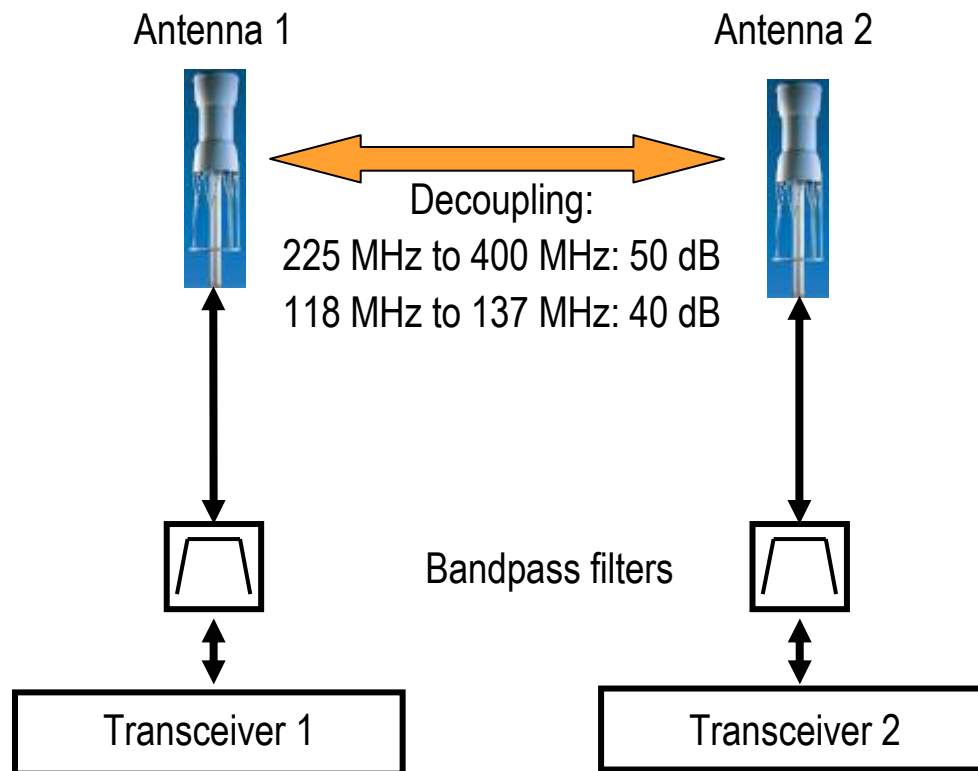 Antenna 1
Antenna 2
Decoupling:
225 MHz to 400 MHz: 50 dB
118 MHz to 137 MHz: 40 dB
Bandpass filters
Transceiver 1
Transceiver 2